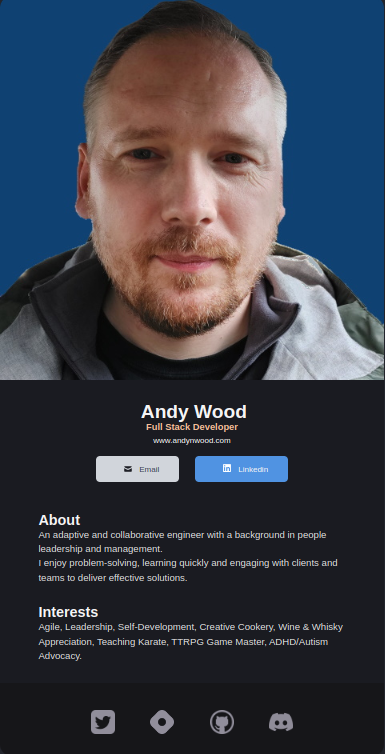 Andy Wood
Full Stack Developer
www.andynwood.com
Email
Linkedin
About
An adaptive and collaborative engineer with a background in people
leadership and management.
I enjoy problem-solving, learning quickly and engaging with clients and
teams to deliver effective solutions.
Interests
Agile, Leadership, Self-Development, Creative Cookery, Wine & Whisky
Appreciation, Teaching Karate, TTRPG Game Master, ADHD/Autism
Advocacy.